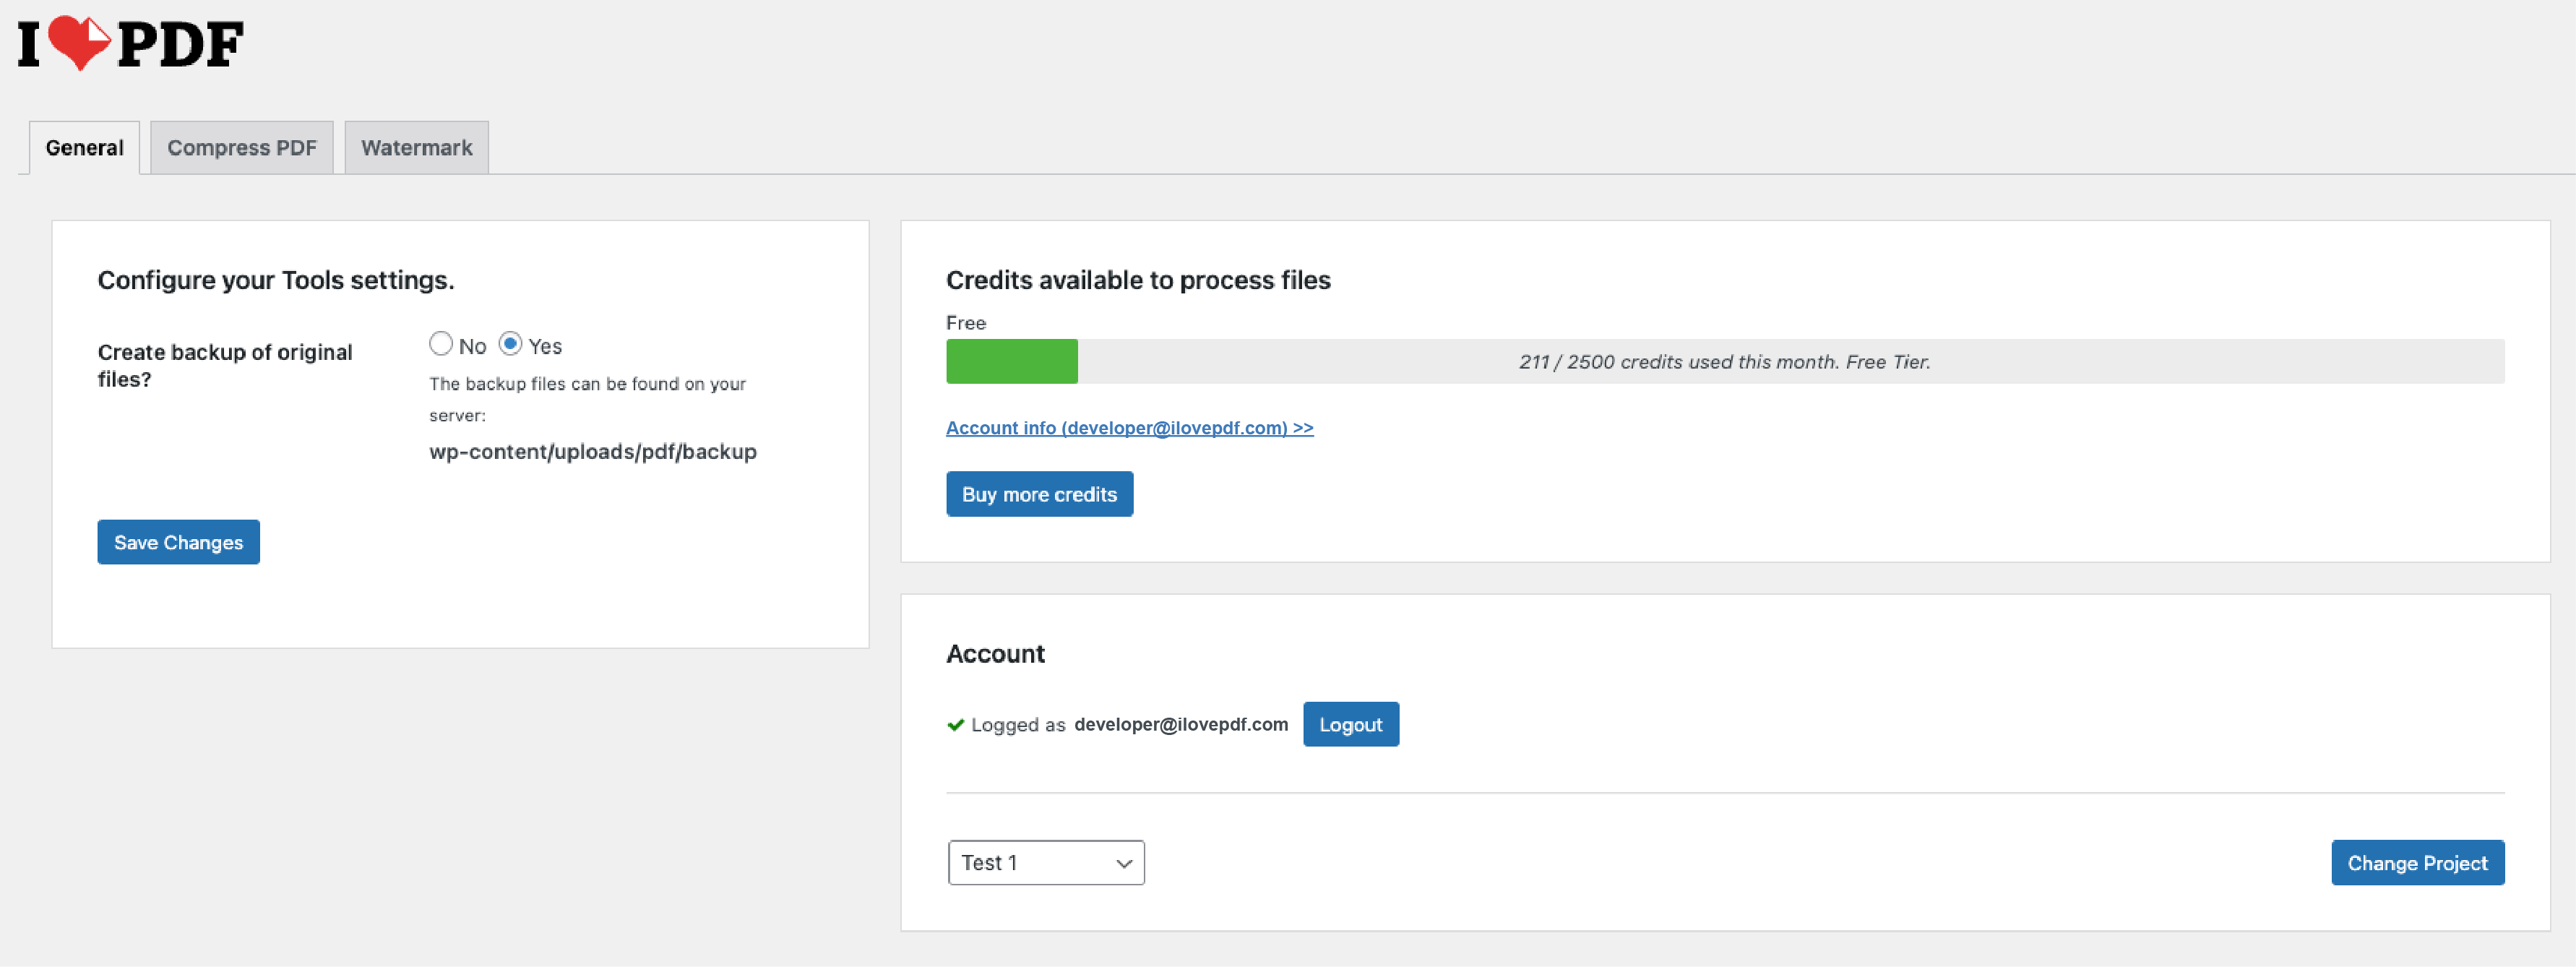 I PDF
General
Compress PDF
Watermark
Configure your Tools settings.
Create backup of original
files?
No
Yes
The backup files can be found on your
server:
wp-content/uploads/pdf/backup
Save Changes
Credits available to process files
Free
211 / 2500 credits used this month. Free Tier.
Account info (developer@ilovepdf.com) >>
Buy more credits
Account
Logged as developer@ilovepdf.com
Logout
Test 1
Change Project